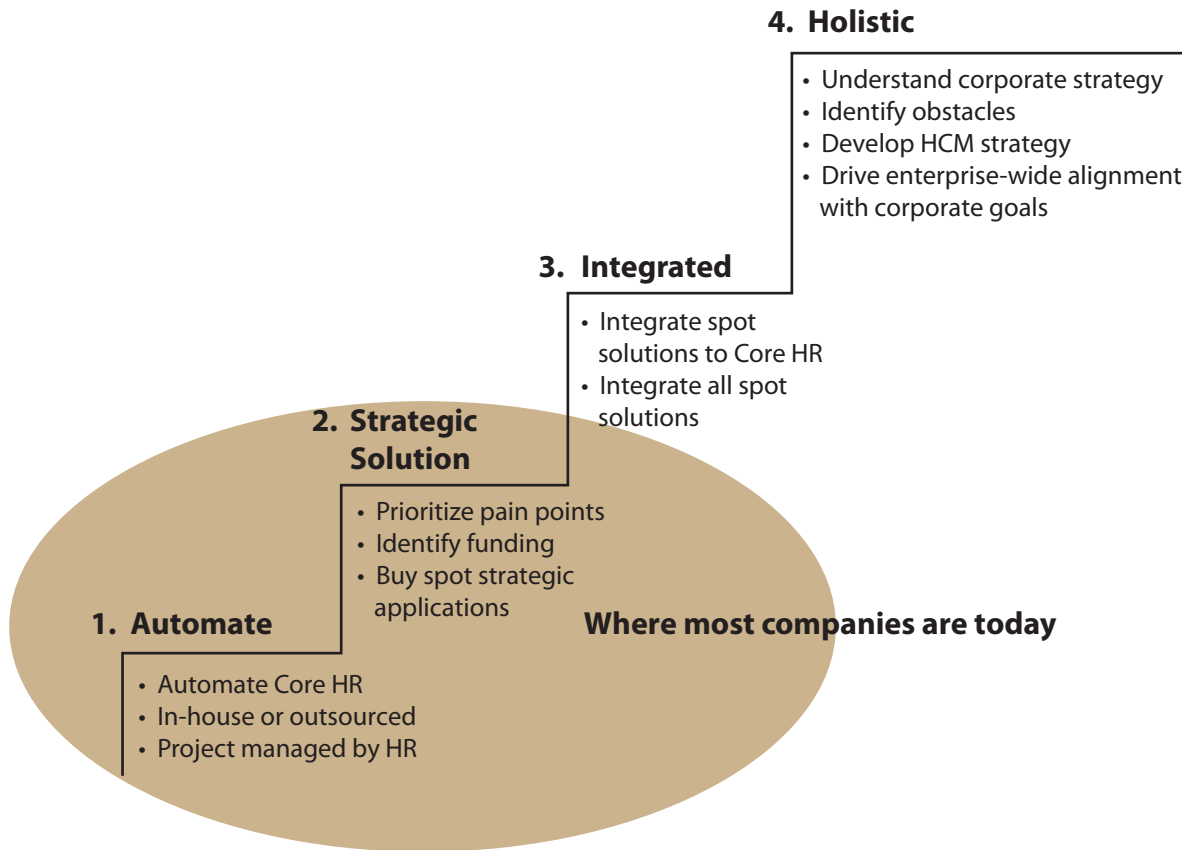 4. Holistic
• Understand corporate strategy
• Identify obstacles
• Develop HCM strategy
• Drive enterprise-wide alignment
with corporate goals
3. Integrated
• Integrate spot
solutions to Core HR
• Integrate all spot
solutions
2. Strategic
Solution
• Prioritize pain points
• Identify funding
• Buy spot strategic
applications
1. Automate
Where most companies are today
• Automate Core HR
• In-house or outsourced
• Project managed by HR